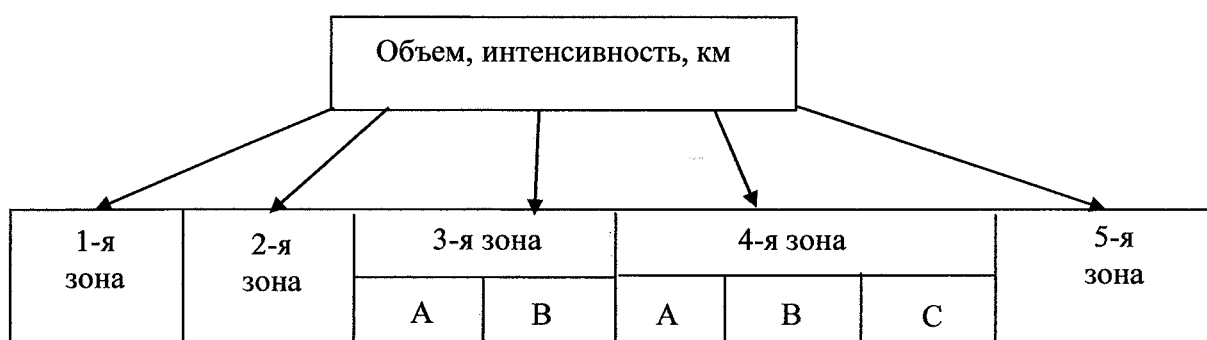 Объем, интенсивность, км
1-я
зона
2-я
зона
3-я зона
4-я зона
5-я
зона
А
В
А
В
С